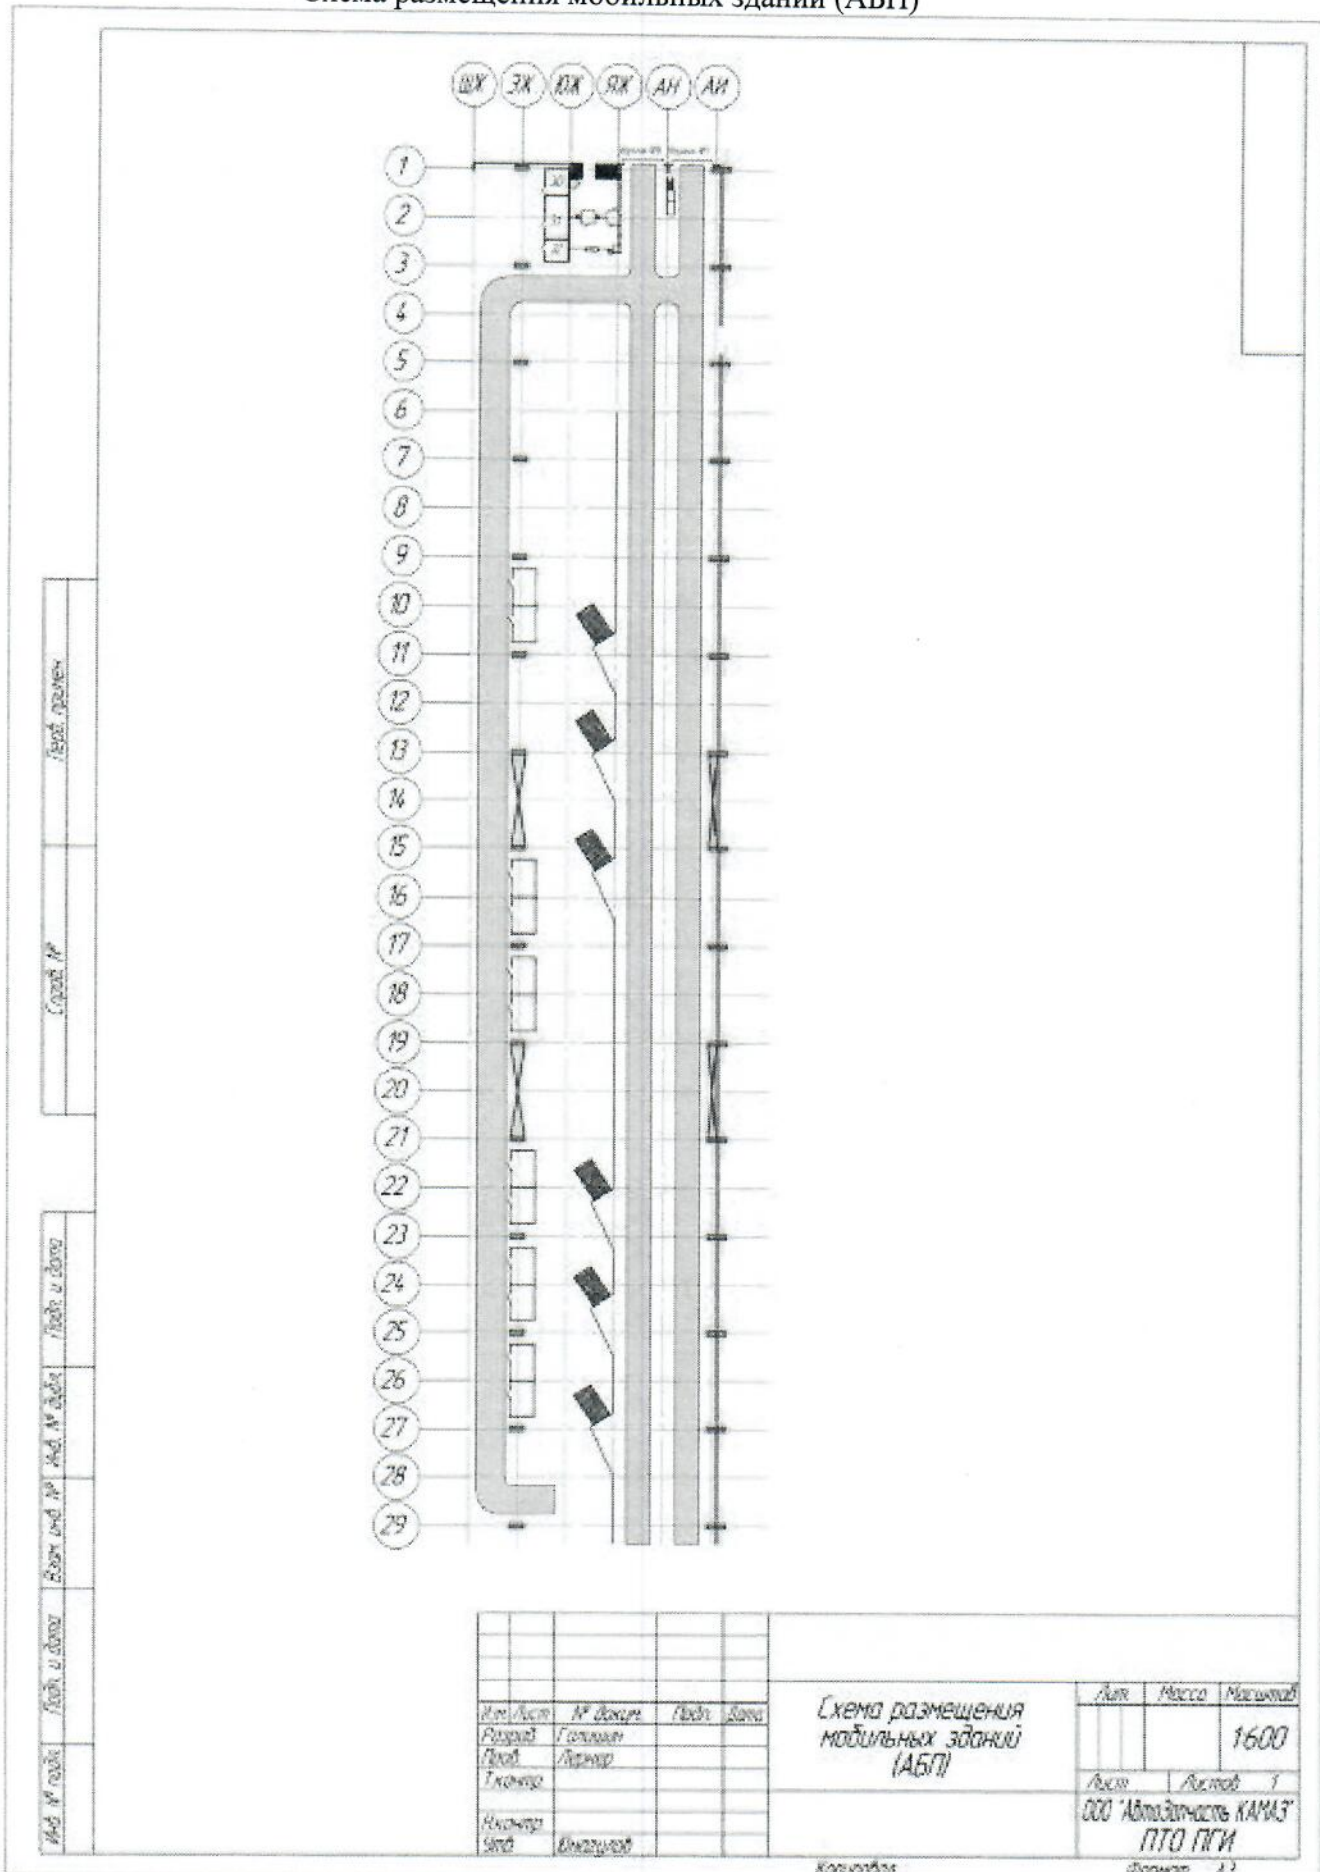 Схема размещения мобильных зданий (АБП)
ШЖ ЭЖ ЮЖ ЯЖ АН АИ
1
2
3
4
5
6
7
8
9
10
11
12
13
14
15
16
17
18
19
20
21
22
23
24
25
26
27
28
29
Перв. примен.
Справ. №
Подп. и дата
Инв. № дубл.
Взам. инв. №
Подп. и дата
Инв. № подл.
Изм. Лист № докум. Подп. Дата
Разраб.
Пров. Лернер
Т.контр.
Н.контр.
Утв.
Схема размещения
мобильных зданий
(АБП)
Лит. Масса Масштаб
1:600
Лист Листов 1
ООО "АвтоЗапчасть КАМАЗ"
ПТО ПГИ
Копировал
Формат